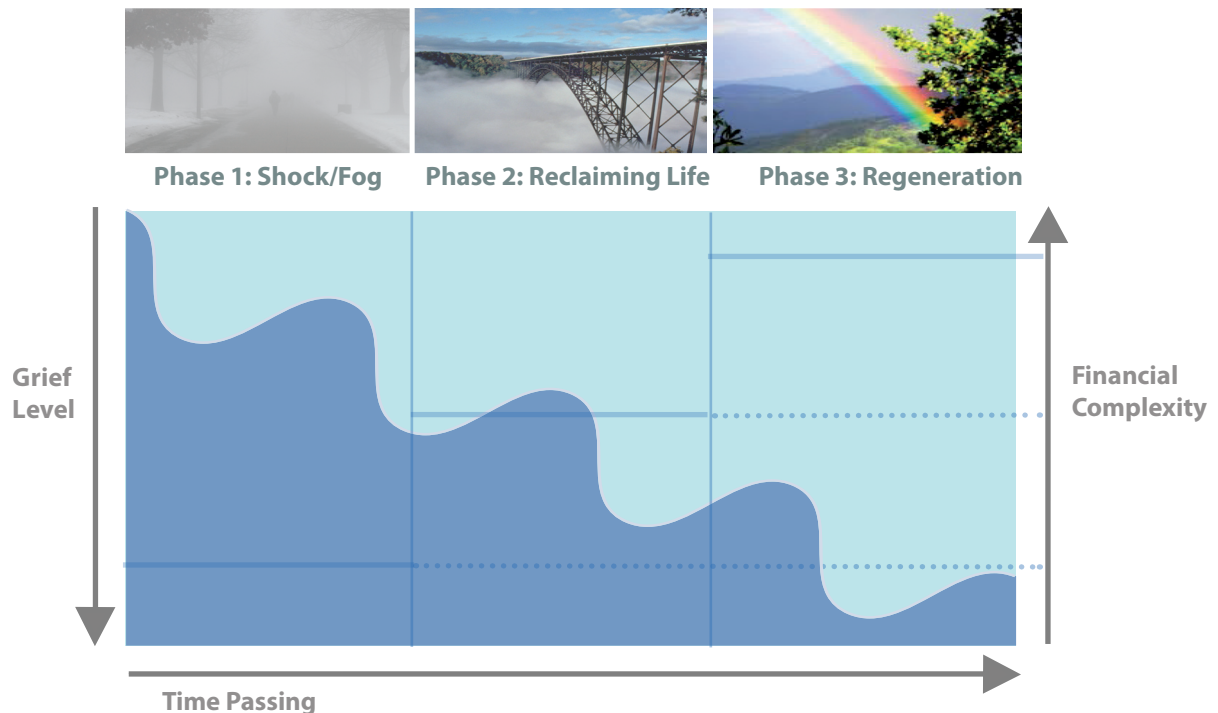 Phase 1: Shock/Fog
Phase 2: Reclaiming Life
Phase 3: Regeneration
Grief
Level
Financial
Complexity
Time Passing